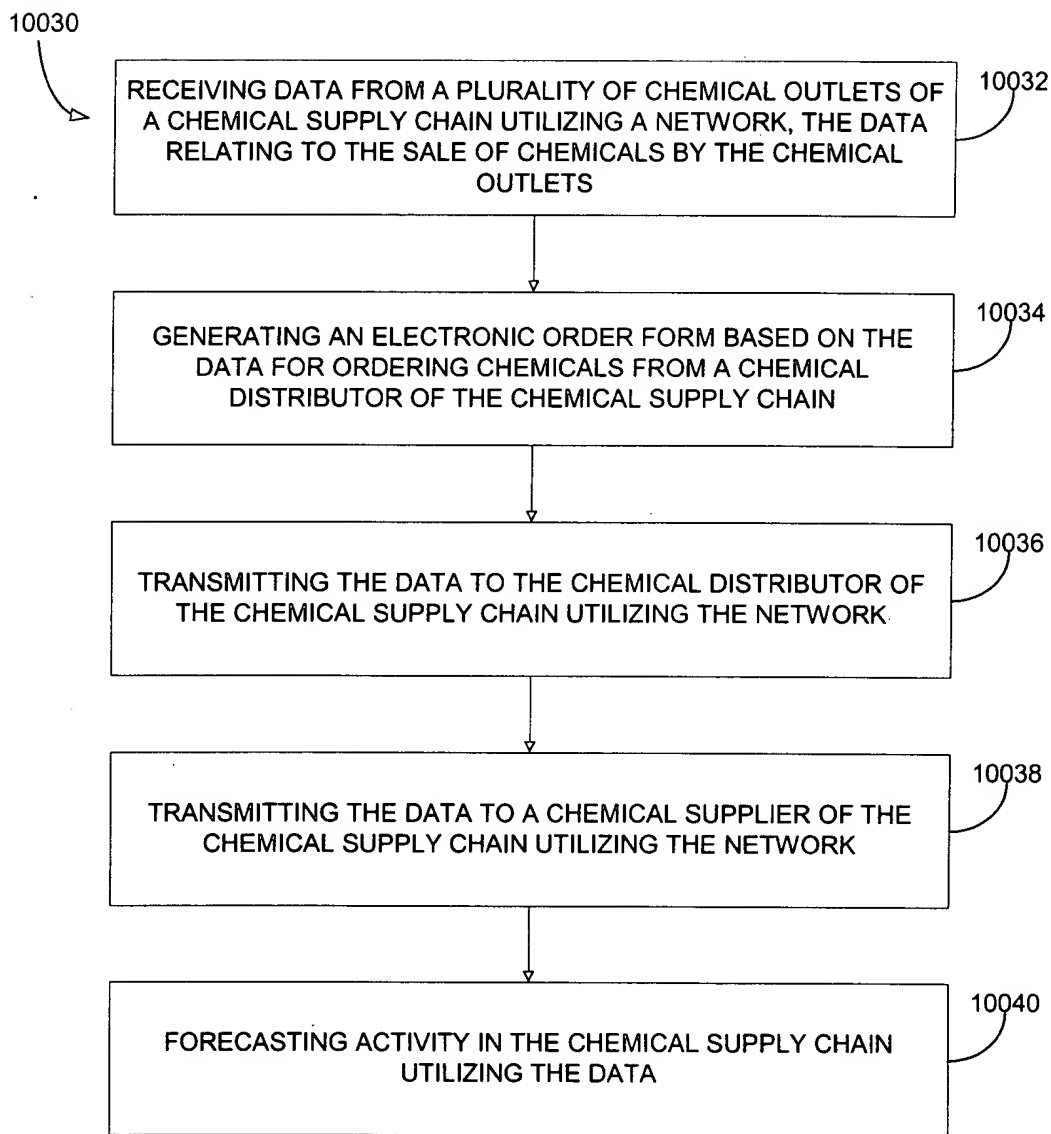 10030
RECEIVING DATA FROM A PLURALITY OF CHEMICAL OUTLETS OF
A CHEMICAL SUPPLY CHAIN UTILIZING A NETWORK, THE DATA
RELATING TO THE SALE OF CHEMICALS BY THE CHEMICAL
OUTLETS
10032
GENERATING AN ELECTRONIC ORDER FORM BASED ON THE
DATA FOR ORDERING CHEMICALS FROM A CHEMICAL
DISTRIBUTOR OF THE CHEMICAL SUPPLY CHAIN
10034
TRANSMITTING THE DATA TO THE CHEMICAL DISTRIBUTOR OF
THE CHEMICAL SUPPLY CHAIN UTILIZING THE NETWORK
10036
TRANSMITTING THE DATA TO A CHEMICAL SUPPLIER OF THE
CHEMICAL SUPPLY CHAIN UTILIZING THE NETWORK
10038
FORECASTING ACTIVITY IN THE CHEMICAL SUPPLY CHAIN
UTILIZING THE DATA
10040